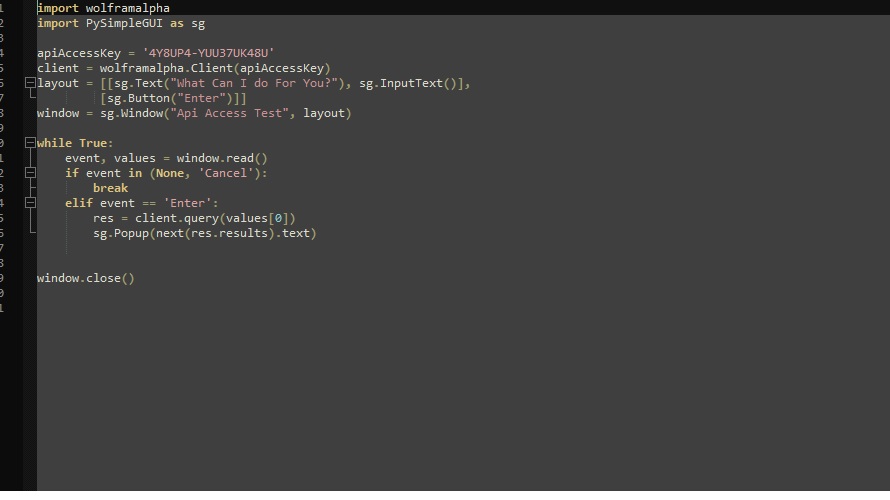 1 import wolframalpha
2 import PySimpleGUI as sg
3
4 apiAccessKey = '4Y8UP4-YUU37UK48U'
5 client = wolframalpha.Client(apiAccessKey)
6 layout = [[sg.Text("What Can I do For You?"), sg.InputText()],
7 [sg.Button("Enter")]]
8 window = sg.Window("Api Access Test", layout)
9
0 while True:
1     event, values = window.read()
2     if event in (None, 'Cancel'):
3         break
4     elif event == 'Enter':
5         res = client.query(values[0])
6         sg.Popup(next(res.results).text)
7
8
9 window.close()
0
1